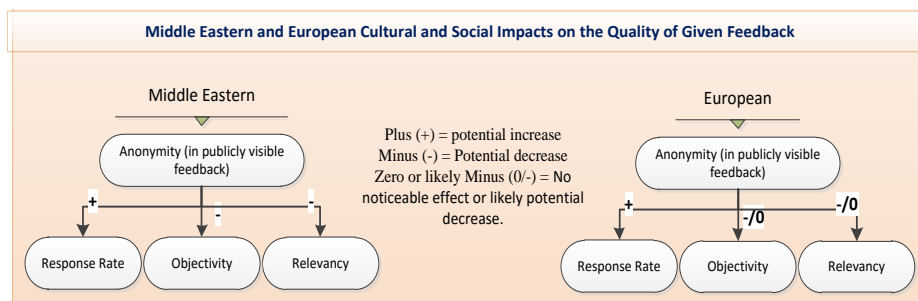 Middle Eastern and European Cultural and Social Impacts on the Quality of Given Feedback
Middle Eastern
Anonymity (in publicly visible
feedback)
+
-
-
Response Rate
Objectivity
Relevancy
Plus (+) = potential increase
Minus (-) = Potential decrease
Zero or likely Minus (0/-) = No
noticeable effect or likely potential
decrease.
European
Anonymity (in publicly visible
feedback)
+
-/0
-/0
Response Rate
Objectivity
Relevancy